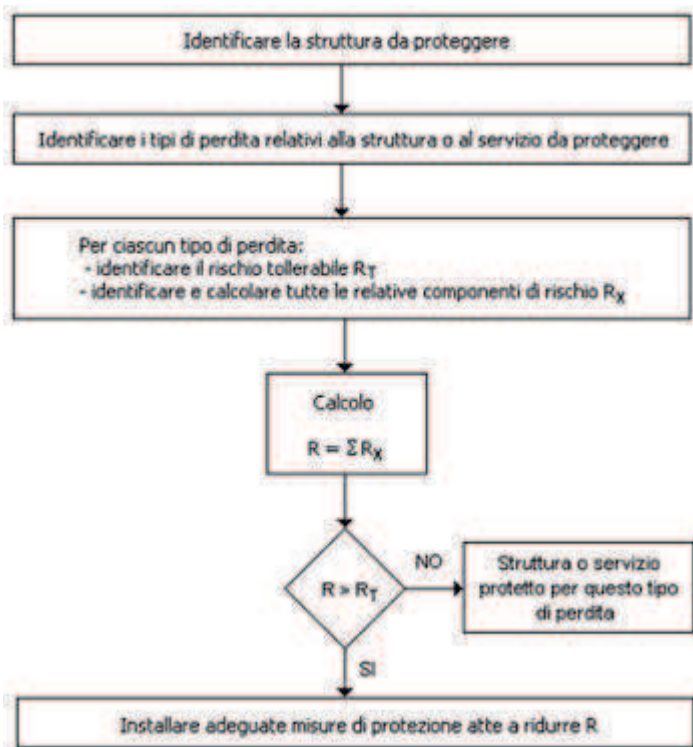 Identificare la struttura da proteggere
Identificare i tipi di perdita relativi alla struttura o al servizio da proteggere
Per ciascun tipo di perdita:
- identificare il rischio tollerabile RT
- identificare e calcolare tutte le relative componenti di rischio RX
Calcolo
R = ΣRX
R > RT
NO
Struttura o servizio
protetto per questo tipo
di perdita
SI
Installare adeguate misure di protezione atte a ridurre R